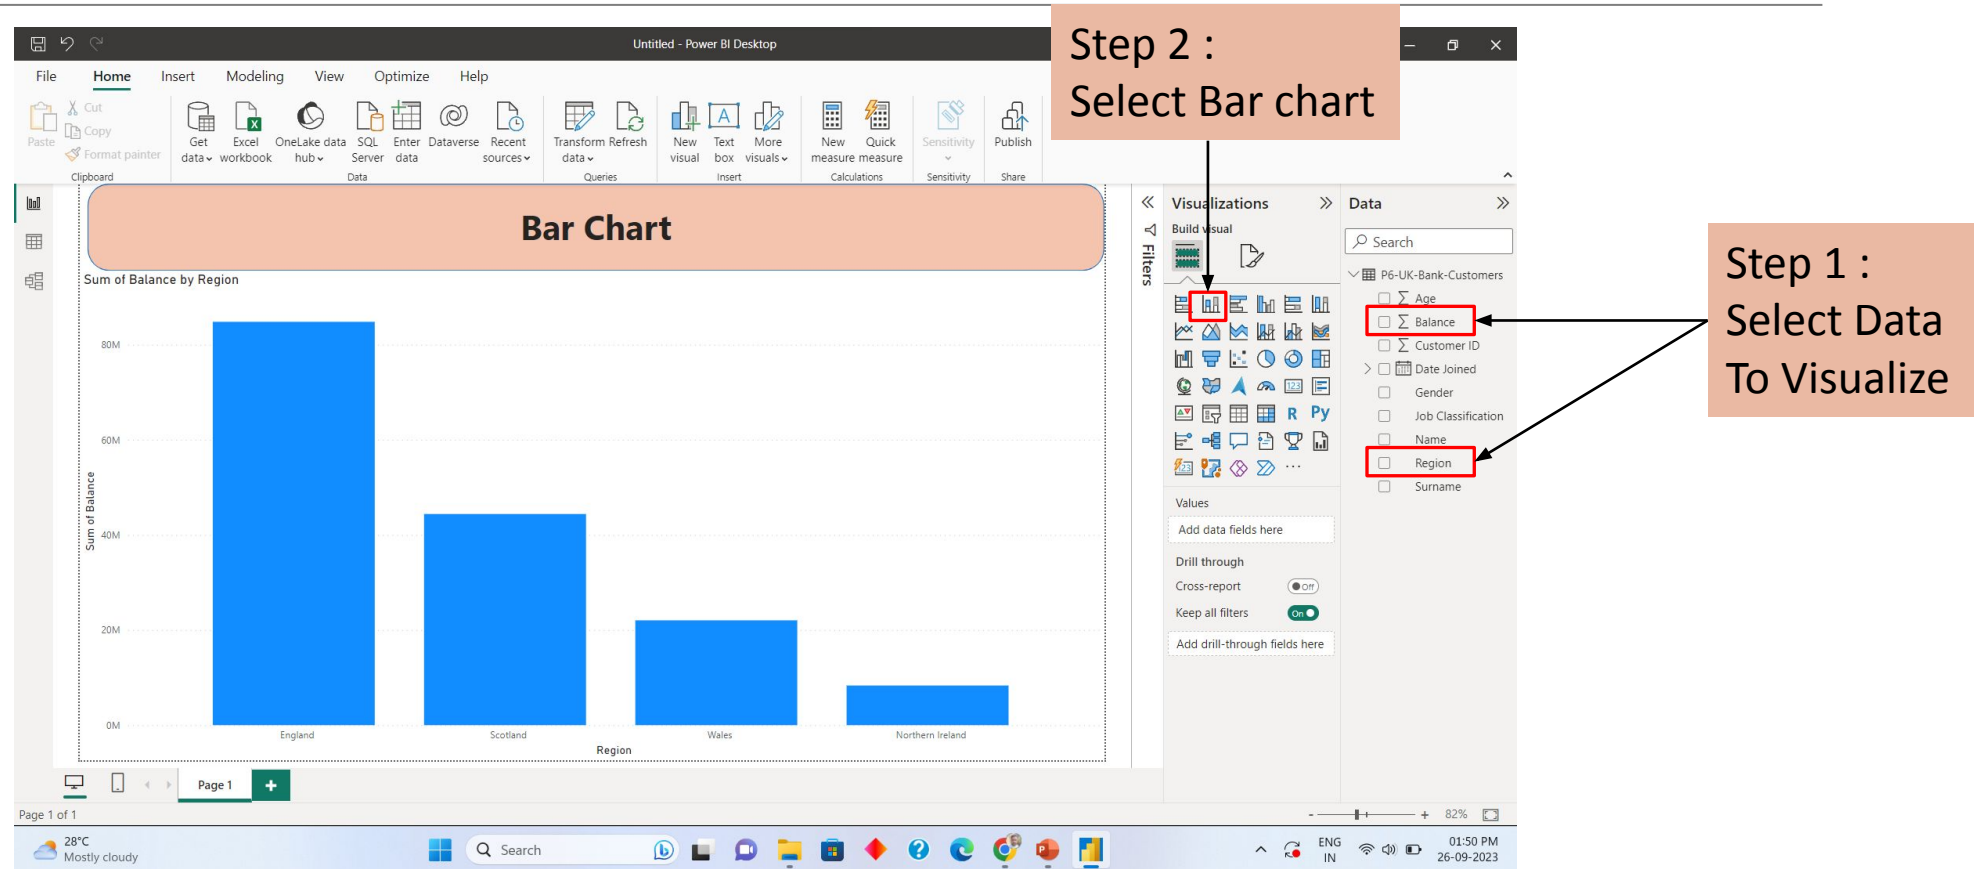 Step 2 :
Select Bar chart
Untitled - Power BI Desktop
File Home Insert Modeling View Optimize Help
Paste
Cut
Copy
Format painter
Clipboard
Get data
Excel workbook
OneLake data hub
SQL Server
Enter data
Dataverse
Recent sources
Data
Transform data
Refresh
Queries
New visual
Text box
More visuals
Insert
New measure
Quick measure
Calculations
Sensitivity
Sensitivity
Publish
Share
Bar Chart
Sum of Balance by Region
Sum of Balance
80M
60M
40M
20M
0M
England Scotland Wales Northern Ireland
Region
Filters
Visualizations
Build visual
123
R Py
123
Values
Add data fields here
Drill through
Cross-report Off
Keep all filters On
Add drill-through fields here
Data
Search
P6-UK-Bank-Customers
Age
Balance
Customer ID
Date Joined
Gender
Job Classification
Name
Region
Surname
Step 1 :
Select Data
To Visualize
Page 1
Page 1 of 1
82%
28°C
Mostly cloudy
Search
ENG
IN
01:50 PM
26-09-2023